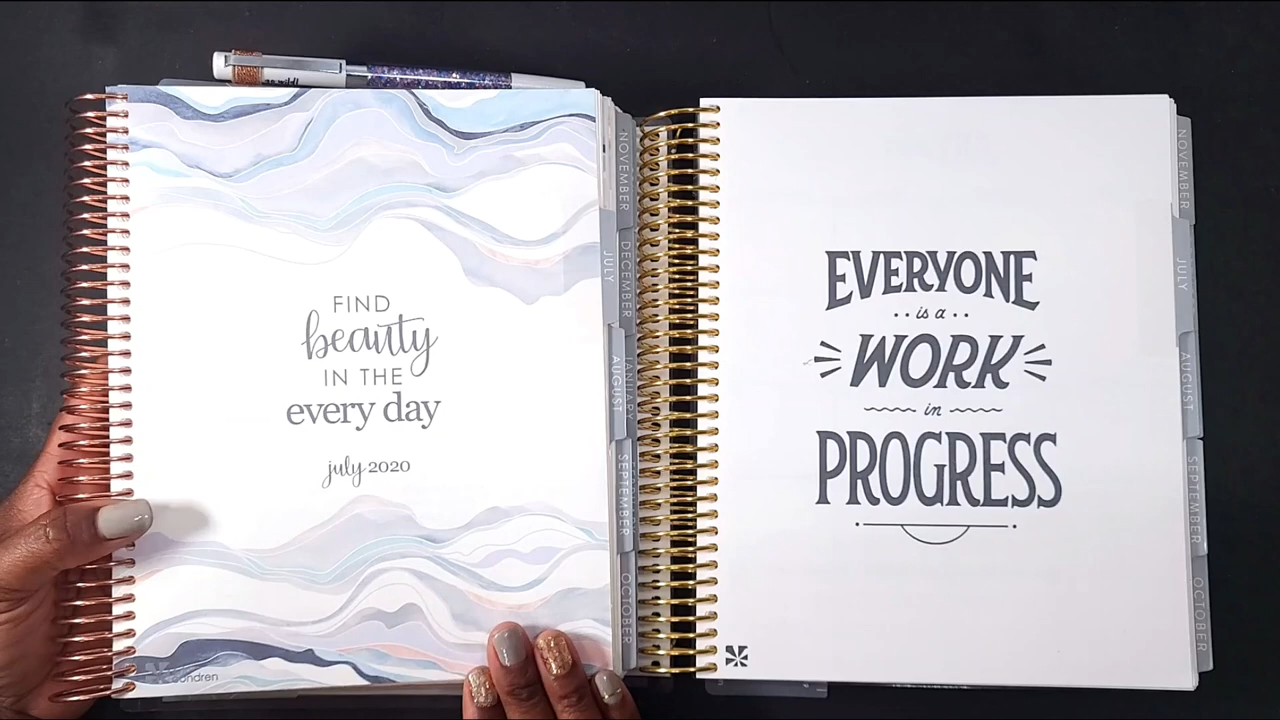 FIND
beauty
IN THE
every day
july 2020
NOVEMBER
DECEMBER
JULY
JANUARY
AUGUST
SEPTEMBER
FEBRUARY
OCTOBER
EVERYONE
is a
WORK
in
PROGRESS
NOVEMBER
JULY
AUGUST
SEPTEMBER
OCTOBER